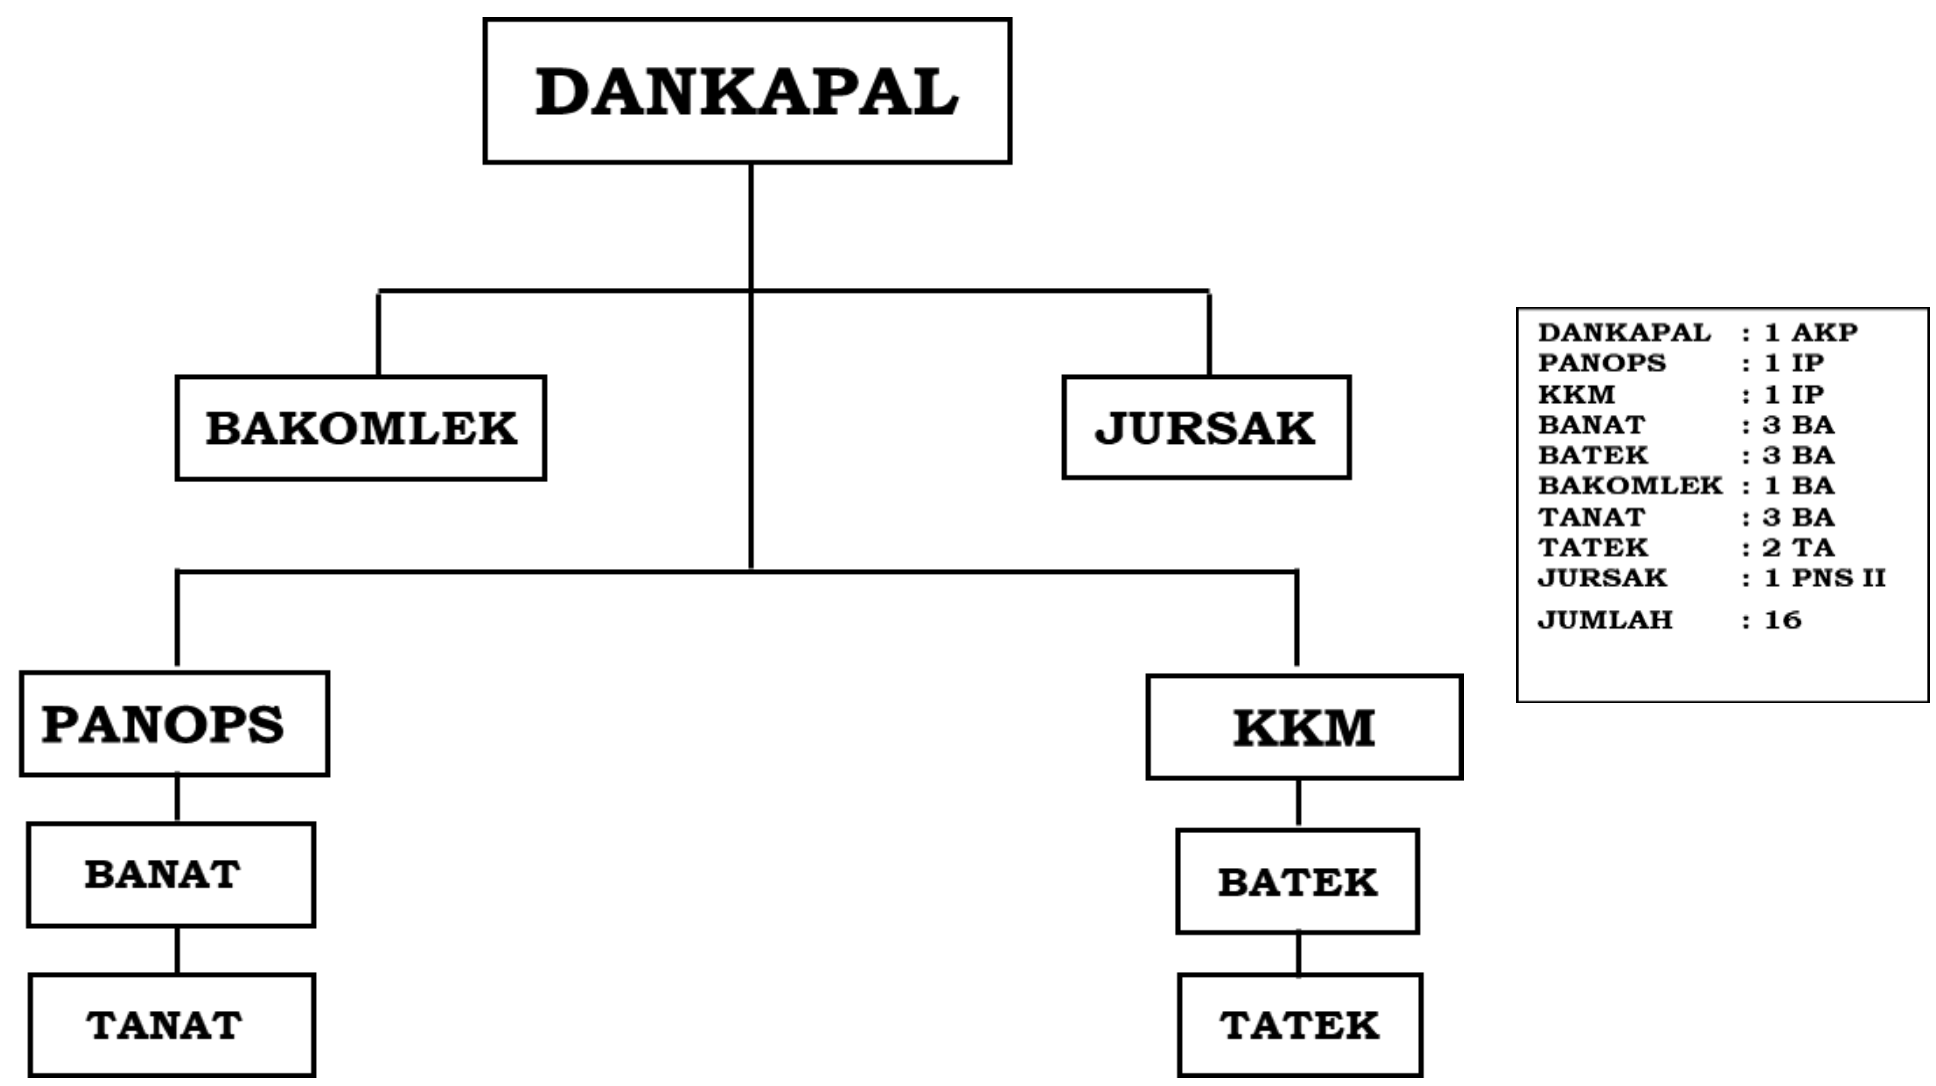 DANKAPAL
BAKOMLEK
JURSAK
PANOPS
KKM
BANAT
BATEK
TANAT
TATEK
DANKAPAL : 1 AKP
PANOPS : 1 IP
KKM : 1 IP
BANAT : 3 BA
BATEK : 3 BA
BAKOMLEK : 1 BA
TANAT : 3 BA
TATEK : 2 TA
JURSAK : 1 PNS II
JUMLAH : 16